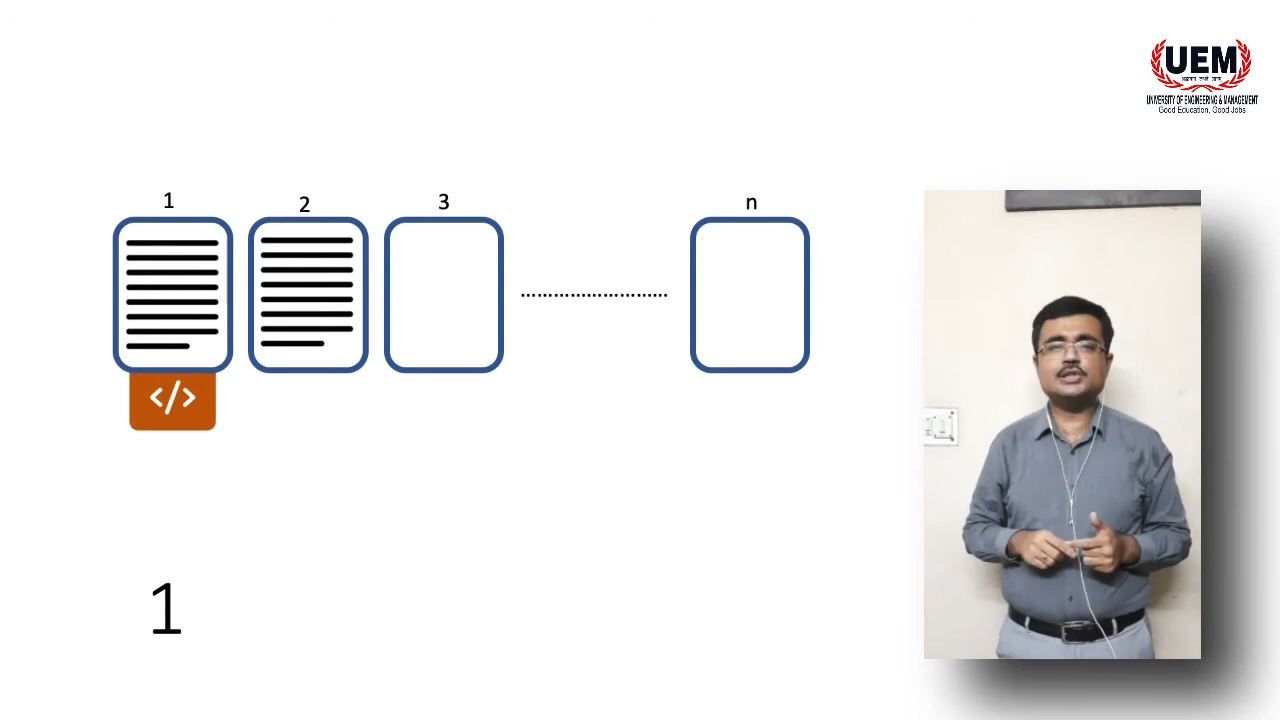 UEM
UNIVERSITY OF ENGINEERING & MANAGEMENT
Good Education, Good Jobs
1
2
3
n
...........................
</>
1